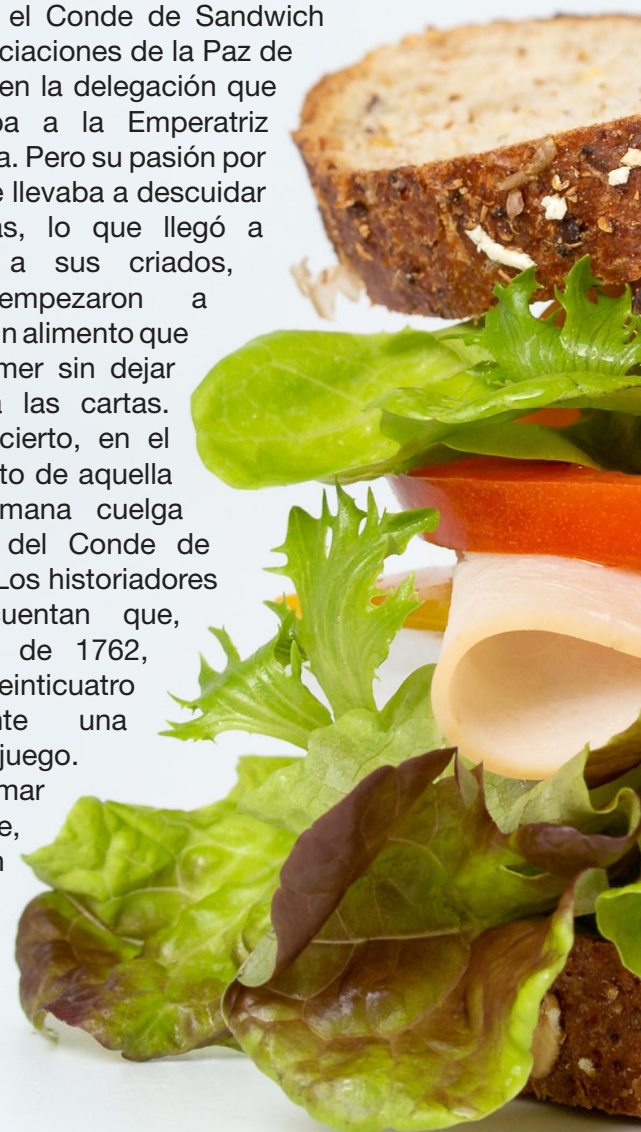 el Conde de Sandwich
ciaciones de la Paz de
en la delegación que
ba a la Emperatriz
a. Pero su pasión por
e llevaba a descuidar
as, lo que llegó a
a sus criados,
empezaron a
n alimento que
mer sin dejar
a las cartas.
cierto, en el
to de aquella
mana cuelga
del Conde de
Los historiadores
cuentan que,
de 1762,
einticuatro
nte una
juego.
mar
e,
n